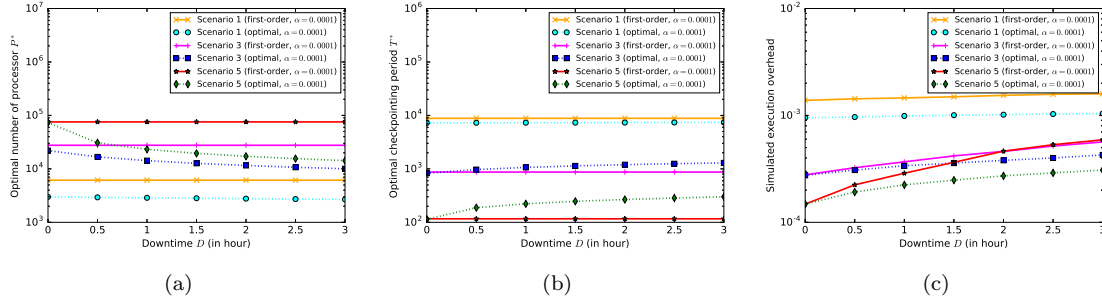 Optimal number of processor P*
10^7
10^6
10^5
10^4
10^3
10^2
Scenario 1 (first-order, α=0.0001)
Scenario 1 (optimal, α=0.0001)
Scenario 3 (first-order, α=0.0001)
Scenario 3 (optimal, α=0.0001)
Scenario 5 (first-order, α=0.0001)
Scenario 5 (optimal, α=0.0001)
0 0.5 1 1.5 2 2.5 3
Downtime D (in hour)
(a)
Optimal checkpointing period T*
10^6
10^5
10^4
10^3
10^2
Scenario 1 (first-order, α=0.0001)
Scenario 1 (optimal, α=0.0001)
Scenario 3 (first-order, α=0.0001)
Scenario 3 (optimal, α=0.0001)
Scenario 5 (first-order, α=0.0001)
Scenario 5 (optimal, α=0.0001)
0 0.5 1 1.5 2 2.5 3
Downtime D (in hour)
(b)
Simulated execution overhead
10^-2
10^-3
10^-4
Scenario 1 (first-order, α=0.0001)
Scenario 1 (optimal, α=0.0001)
Scenario 3 (first-order, α=0.0001)
Scenario 3 (optimal, α=0.0001)
Scenario 5 (first-order, α=0.0001)
Scenario 5 (optimal, α=0.0001)
0 0.5 1 1.5 2 2.5 3
Downtime D (in hour)
(c)